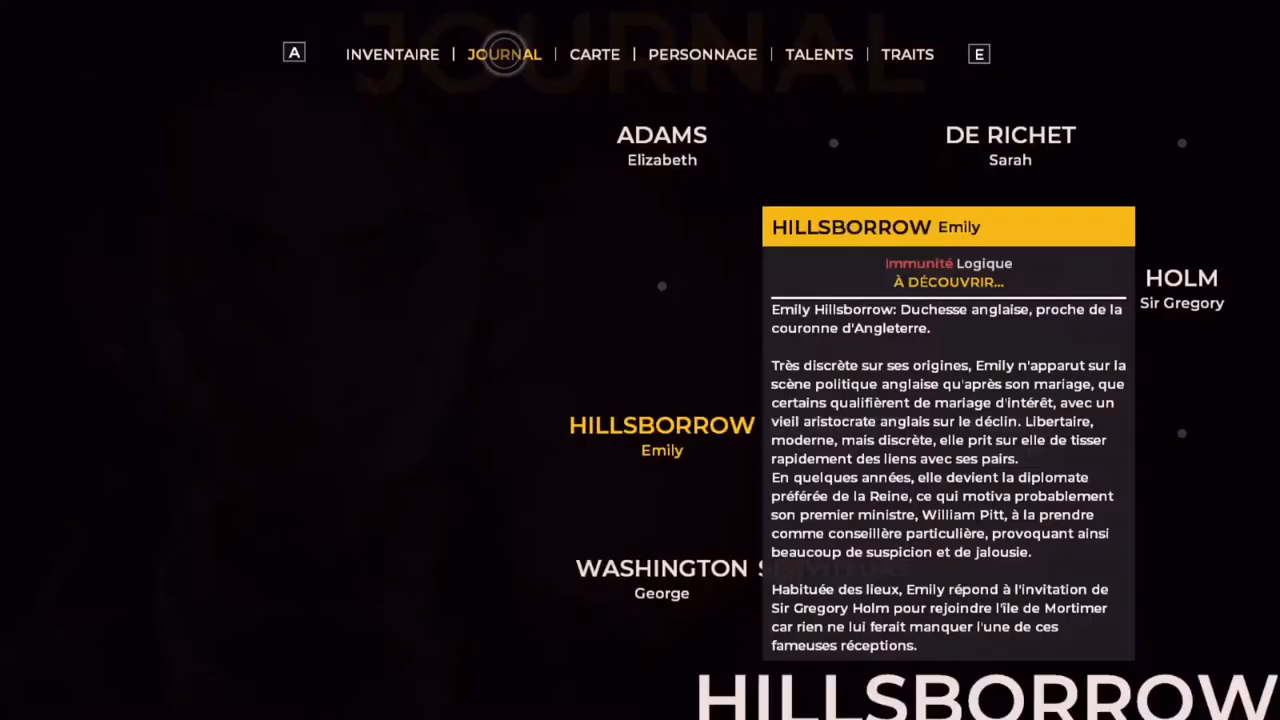 JOURNAL
A INVENTAIRE | JOURNAL | CARTE | PERSONNAGE | TALENTS | TRAITS E
ADAMS
Elizabeth
DE RICHET
Sarah
HILLSBORROW Emily
Immunité Logique
À DÉCOUVRIR...
Emily Hillsborrow: Duchesse anglaise, proche de la
couronne d'Angleterre.
Très discrète sur ses origines, Emily n'apparut sur la
scène politique anglaise qu'après son mariage, que
certains qualifièrent de mariage d'intérêt, avec un
vieil aristocrate anglais sur le déclin. Libertaire,
moderne, mais discrète, elle prit sur elle de tisser
rapidement des liens avec ses pairs.
En quelques années, elle devient la diplomate
préférée de la Reine, ce qui motiva probablement
son premier ministre, William Pitt, à la prendre
comme conseillère particulière, provoquant ainsi
beaucoup de suspicion et de jalousie.
Habituée des lieux, Emily répond à l'invitation de
Sir Gregory Holm pour rejoindre l'île de Mortimer
car rien ne lui ferait manquer l'une de ces
fameuses réceptions.
HOLM
Sir Gregory
HILLSBORROW
Emily
WASHINGTON
George
HILLSBORROW